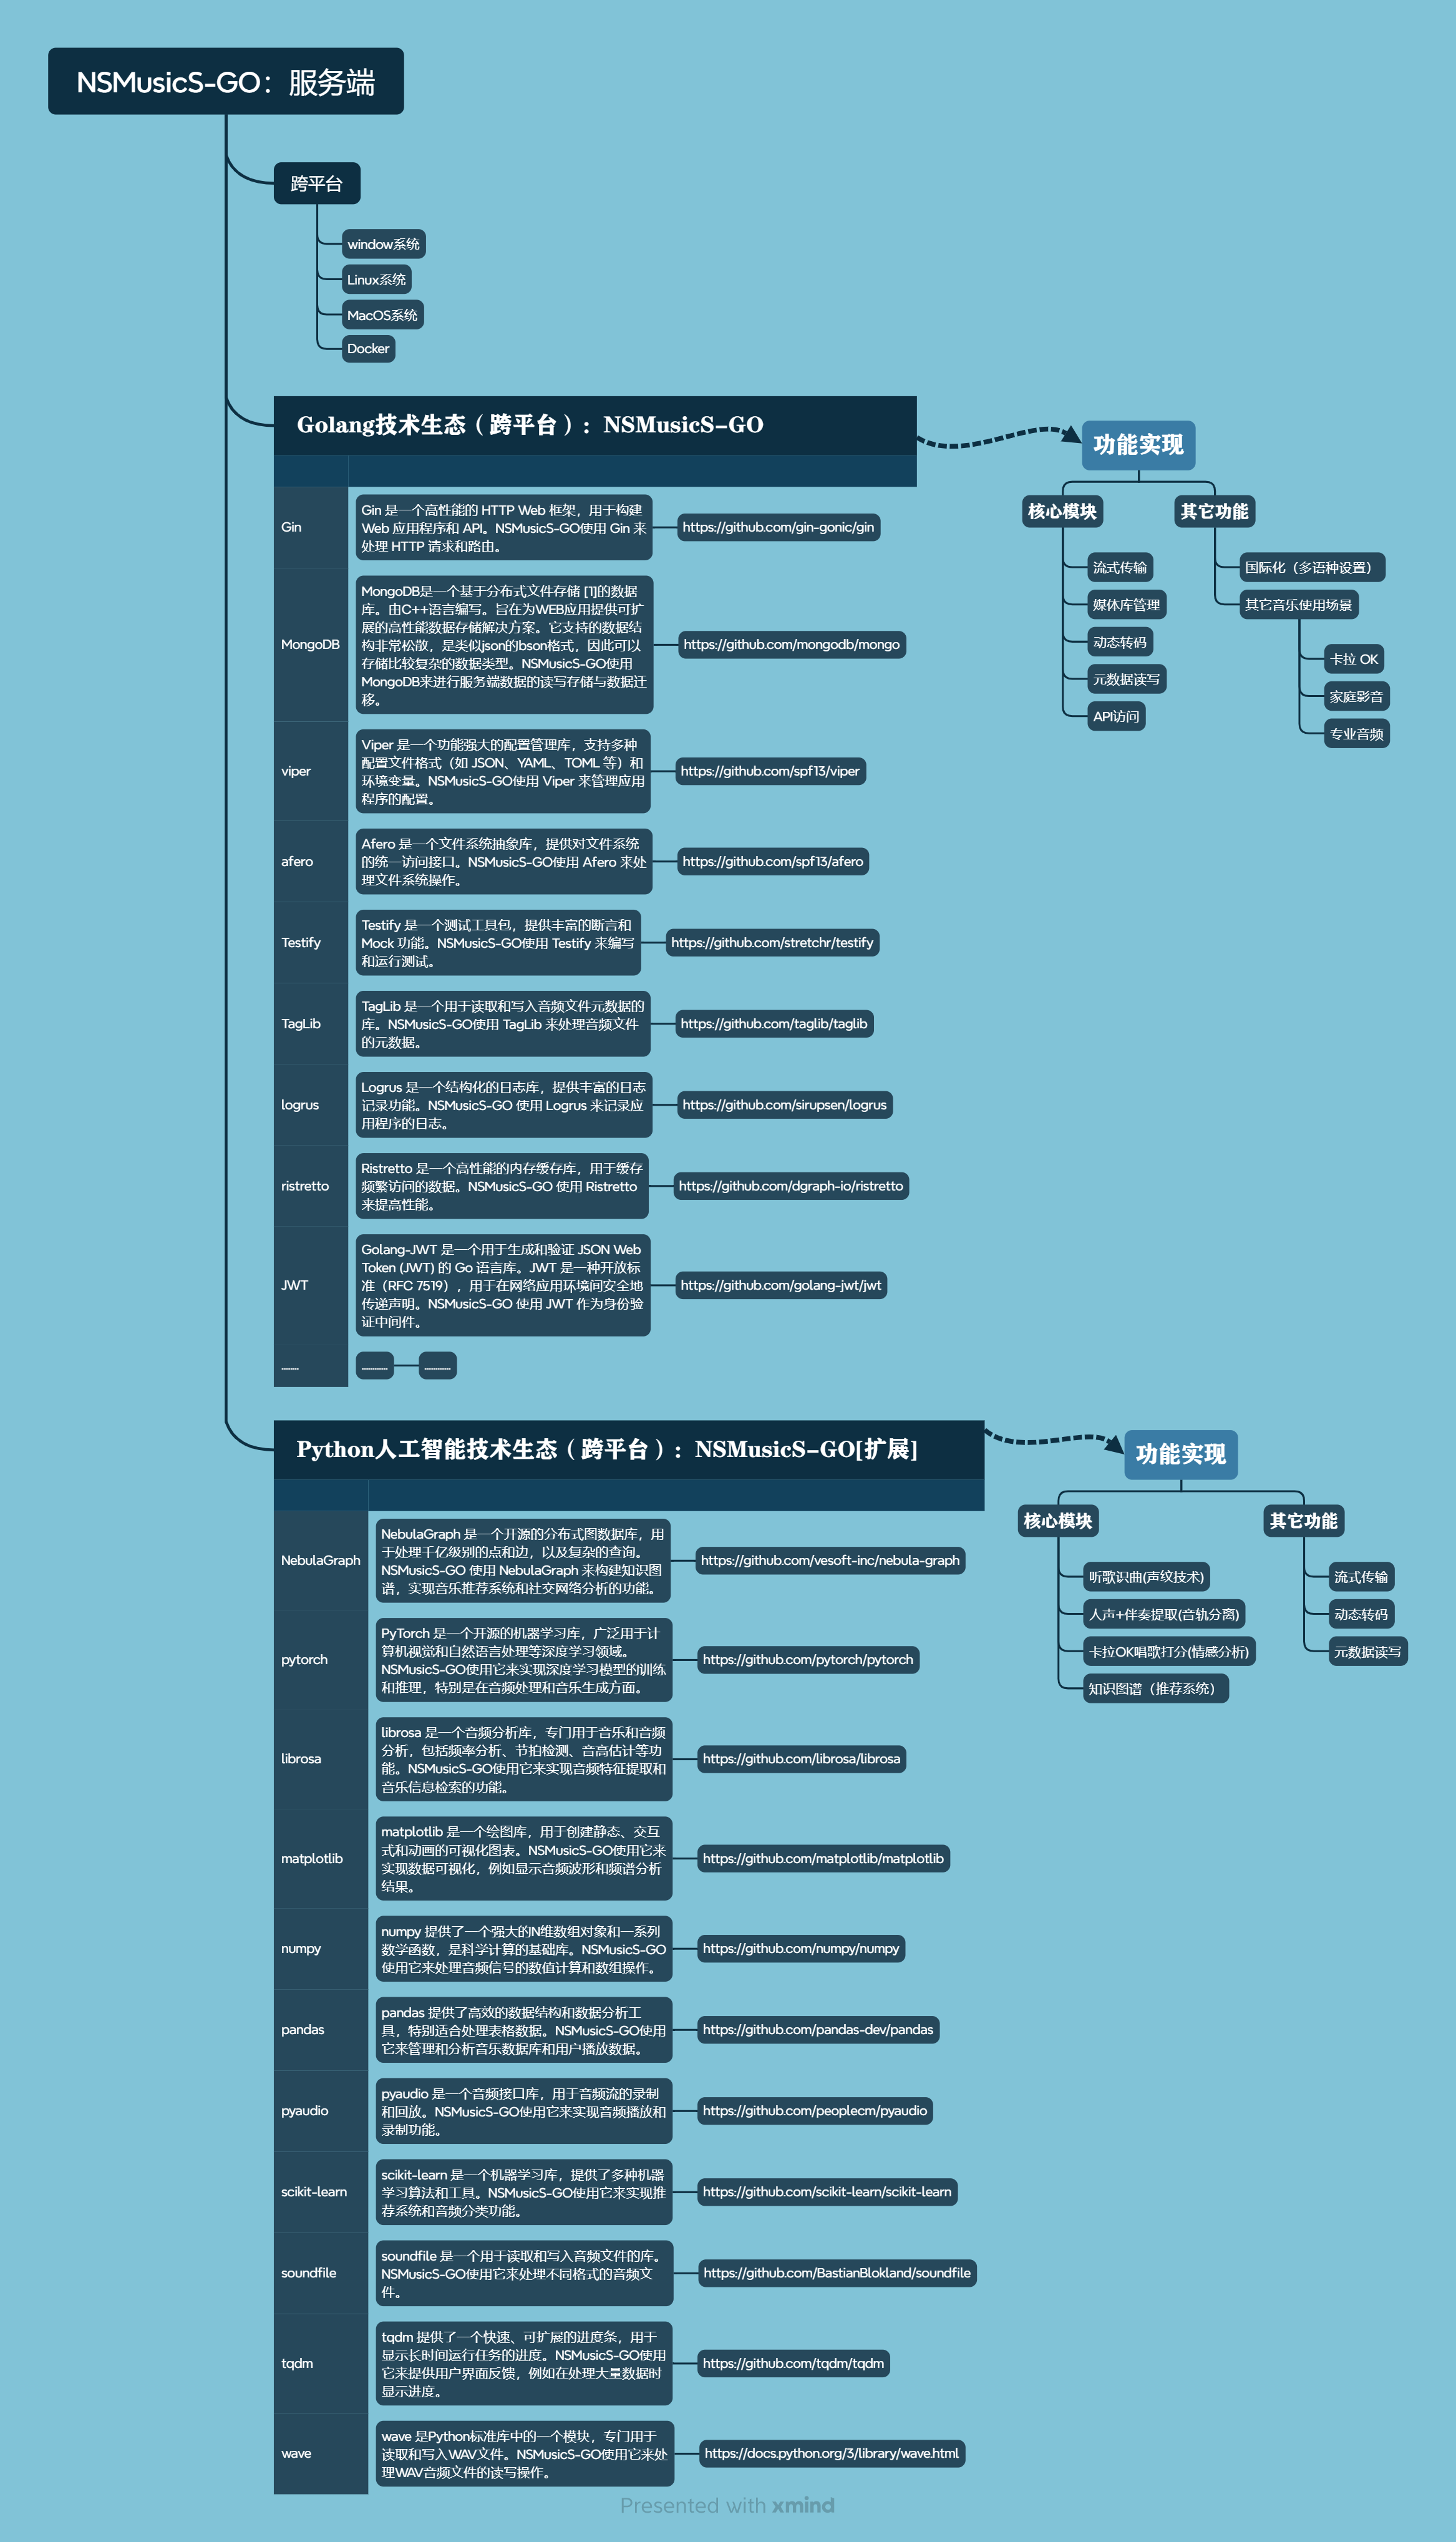 NSMusicS-GO：服务端
跨平台
window系统
Linux系统
MacOS系统
Docker
Golang技术生态（跨平台）：NSMusicS-GO
Gin
Gin 是一个高性能的 HTTP Web 框架，用于构建
Web 应用程序和 API。NSMusicS-GO使用 Gin 来
处理 HTTP 请求和路由。
https://github.com/gin-gonic/gin
MongoDB
MongoDB是一个基于分布式文件存储 [1]的数据
库。由C++语言编写。旨在为WEB应用提供可扩
展的高性能数据存储解决方案。它支持的数据结
构非常松散，是类似json的bson格式，因此可以
存储比较复杂的数据类型。NSMusicS-GO使用
MongoDB来进行服务端数据的读写存储与数据迁
移。
https://github.com/mongodb/mongo
viper
Viper 是一个功能强大的配置管理库，支持多种
配置文件格式（如 JSON、YAML、TOML 等）和
环境变量。NSMusicS-GO使用 Viper 来管理应用
程序的配置。
https://github.com/spf13/viper
afero
Afero 是一个文件系统抽象库，提供对文件系统
的统一访问接口。NSMusicS-GO使用 Afero 来处
理文件系统操作。
https://github.com/spf13/afero
Testify
Testify 是一个测试工具包，提供丰富的断言和
Mock 功能。NSMusicS-GO使用 Testify 来编写
和运行测试。
https://github.com/stretchr/testify
TagLib
TagLib 是一个用于读取和写入音频文件元数据的
库。NSMusicS-GO使用 TagLib 来处理音频文件
的元数据。
https://github.com/taglib/taglib
logrus
Logrus 是一个结构化的日志库，提供丰富的日志
记录功能。NSMusicS-GO 使用 Logrus 来记录应
用程序的日志。
https://github.com/sirupsen/logrus
ristretto
Ristretto 是一个高性能的内存缓存库，用于缓存
频繁访问的数据。NSMusicS-GO 使用 Ristretto
来提高性能。
https://github.com/dgraph-io/ristretto
JWT
Golang-JWT 是一个用于生成和验证 JSON Web
Token (JWT) 的 Go 语言库。JWT 是一种开放标
准（RFC 7519），用于在网络应用环境间安全地
传递声明。NSMusicS-GO 使用 JWT 作为身份验
证中间件。
https://github.com/golang-jwt/jwt
........
............
............
功能实现
核心模块
流式传输
媒体库管理
动态转码
元数据读写
API访问
其它功能
国际化（多语种设置）
其它音乐使用场景
卡拉 OK
家庭影音
专业音频
Python人工智能技术生态（跨平台）：NSMusicS-GO[扩展]
NebulaGraph
NebulaGraph 是一个开源的分布式图数据库，用
于处理千亿级别的点和边，以及复杂的查询。
NSMusicS-GO 使用 NebulaGraph 来构建知识图
谱，实现音乐推荐系统和社交网络分析的功能。
https://github.com/vesoft-inc/nebula-graph
pytorch
PyTorch 是一个开源的机器学习库，广泛用于计
算机视觉和自然语言处理等深度学习领域。
NSMusicS-GO使用它来实现深度学习模型的训练
和推理，特别是在音频处理和音乐生成方面。
https://github.com/pytorch/pytorch
librosa
librosa 是一个音频分析库，专门用于音乐和音频
分析，包括频率分析、节拍检测、音高估计等功
能。NSMusicS-GO使用它来实现音频特征提取和
音乐信息检索的功能。
https://github.com/librosa/librosa
matplotlib
matplotlib 是一个绘图库，用于创建静态、交互
式和动画的可视化图表。NSMusicS-GO使用它来
实现数据可视化，例如显示音频波形和频谱分析
结果。
https://github.com/matplotlib/matplotlib
numpy
numpy 提供了一个强大的N维数组对象和一系列
数学函数，是科学计算的基础库。NSMusicS-GO
使用它来处理音频信号的数值计算和数组操作。
https://github.com/numpy/numpy
pandas
pandas 提供了高效的数据结构和数据分析工
具，特别适合处理表格数据。NSMusicS-GO使用
它来管理和分析音乐数据库和用户播放数据。
https://github.com/pandas-dev/pandas
pyaudio
pyaudio 是一个音频接口库，用于音频流的录制
和回放。NSMusicS-GO使用它来实现音频播放和
录制功能。
https://github.com/peoplecm/pyaudio
scikit-learn
scikit-learn 是一个机器学习库，提供了多种机器
学习算法和工具。NSMusicS-GO使用它来实现推
荐系统和音频分类功能。
https://github.com/scikit-learn/scikit-learn
soundfile
soundfile 是一个用于读取和写入音频文件的库。
NSMusicS-GO使用它来处理不同格式的音频文
件。
https://github.com/BastianBlokland/soundfile
tqdm
tqdm 提供了一个快速、可扩展的进度条，用于
显示长时间运行任务的进度。NSMusicS-GO使用
它来提供用户界面反馈，例如在处理大量数据时
显示进度。
https://github.com/tqdm/tqdm
wave
wave 是Python标准库中的一个模块，专门用于
读取和写入WAV文件。NSMusicS-GO使用它来处
理WAV音频文件的读写操作。
https://docs.python.org/3/library/wave.html
功能实现
核心模块
听歌识曲(声纹技术)
人声+伴奏提取(音轨分离)
卡拉OK唱歌打分(情感分析)
知识图谱（推荐系统）
其它功能
流式传输
动态转码
元数据读写
Presented with xmind